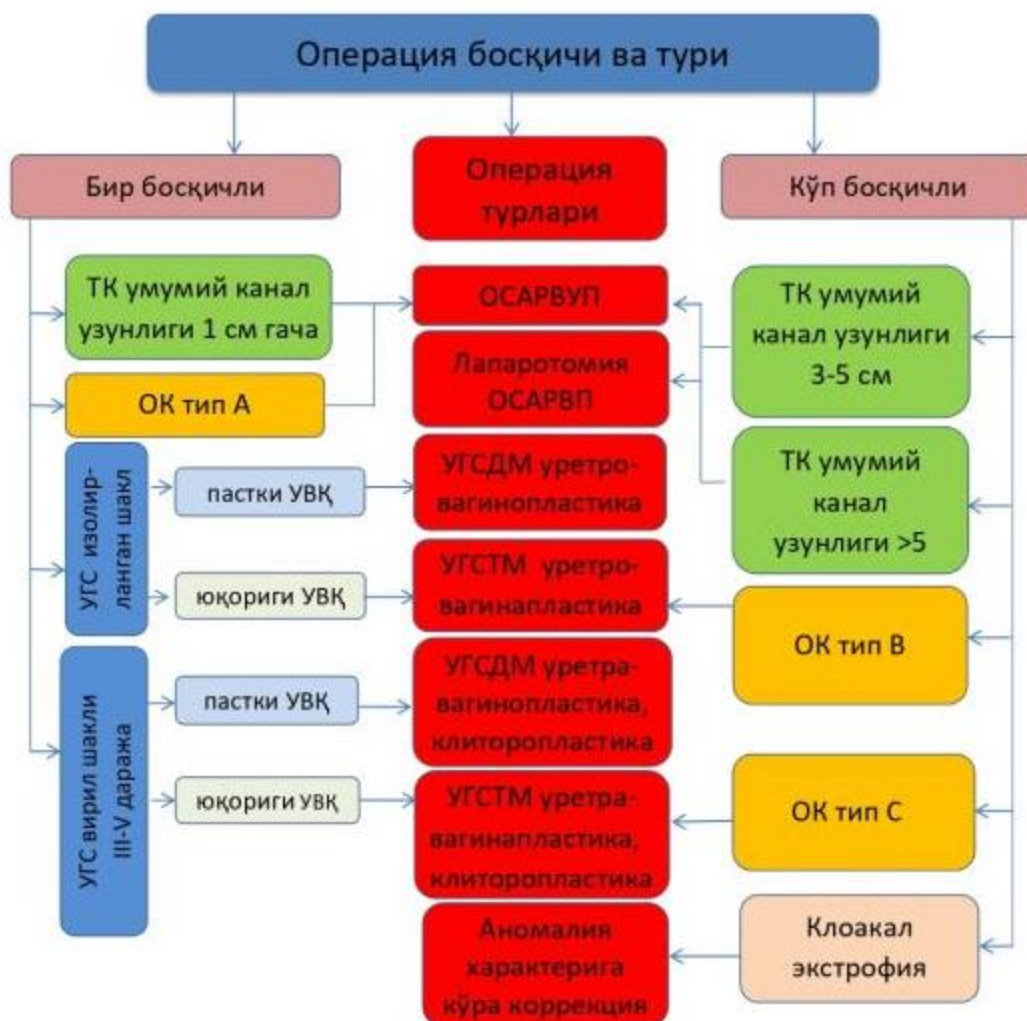 Операция босқичи ва тури
Бир босқичли
Операция
турлари
Кўп босқичли
ТК умумий канал
узунлиги 1 см гача
ОК тип А
УГС изолир-
ланган шакл
пастки УВҚ
юқориги УВҚ
УГС вирил шакли
III-V даража
пастки УВҚ
юқориги УВҚ
ОСАРВУП
Лапаротомия
ОСАРВП
УГСДМ уретро-
вагинопластика
УГСТМ уретро-
вагинапластика
УГСДМ уретра-
вагинопластика,
клиторопластика
УГСТМ уретра-
вагинапластика,
клиторопластика
Аномалия
характерига
кўра коррекция
ТК умумий
канал узунлиги
3-5 см
ТК умумий
канал
узунлиги >5
ОК тип В
ОК тип С
Клоакал
экстрофия